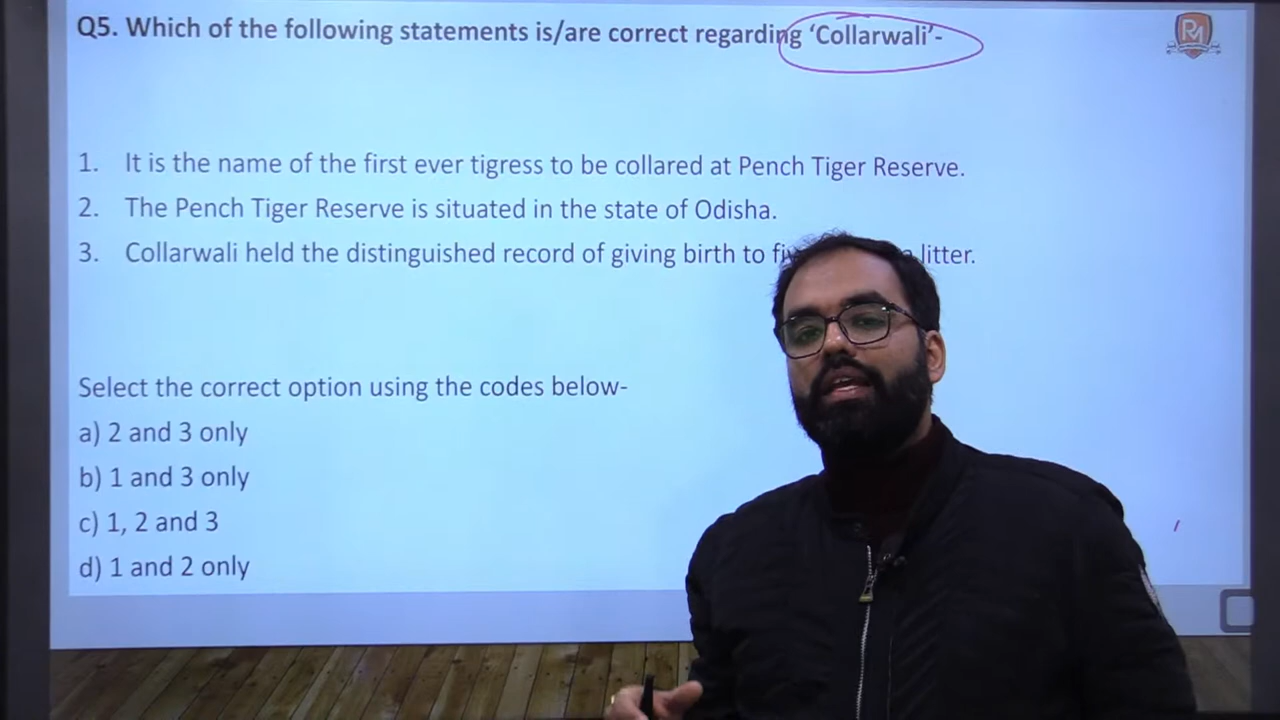 Q5. Which of the following statements is/are correct regarding ‘Collarwali’-
1. It is the name of the first ever tigress to be collared at Pench Tiger Reserve.
2. The Pench Tiger Reserve is situated in the state of Odisha.
3. Collarwali held the distinguished record of giving birth to litter.
Select the correct option using the codes below-
a) 2 and 3 only
b) 1 and 3 only
c) 1, 2 and 3
d) 1 and 2 only